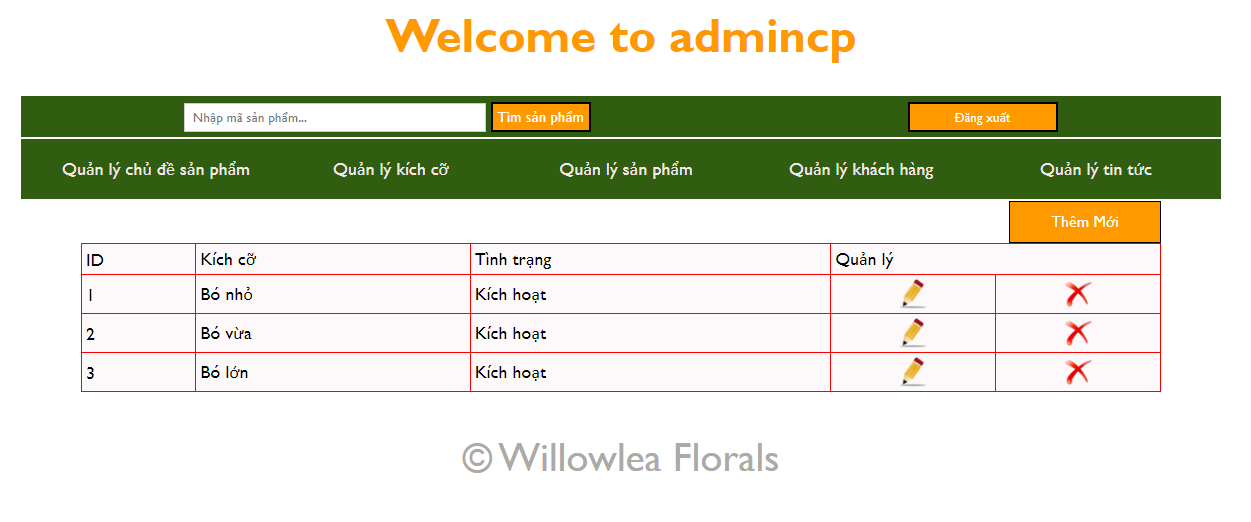 Welcome to admincp
Nhập mã sản phẩm... Tìm sản phẩm Đăng xuất
Quản lý chủ đề sản phẩm Quản lý kích cỡ Quản lý sản phẩm Quản lý khách hàng Quản lý tin tức
Thêm Mới
ID Kích cỡ Tình trạng Quản lý
1 Bó nhỏ Kích hoạt
2 Bó vừa Kích hoạt
3 Bó lớn Kích hoạt
© Willowlea Florals